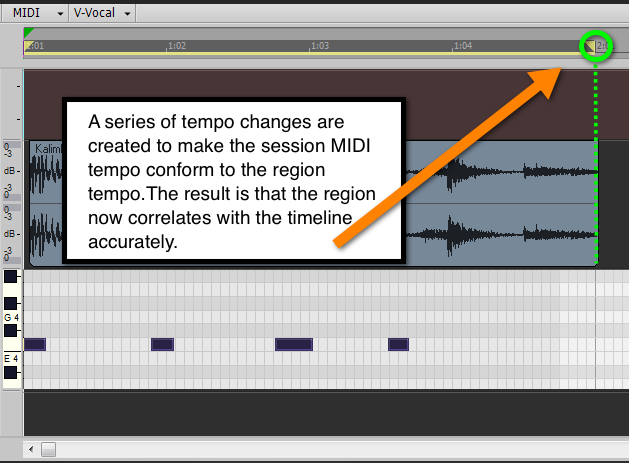 MIDI V-Vocal
1:01 1:02 1:03 1:04 2:0
A series of tempo changes are
created to make the session MIDI
tempo conform to the region
tempo.The result is that the region
now correlates with the timeline
accurately.
Kalim
0
-3
dB
-3
0
-3
dB
-3
0
G 4
E 4